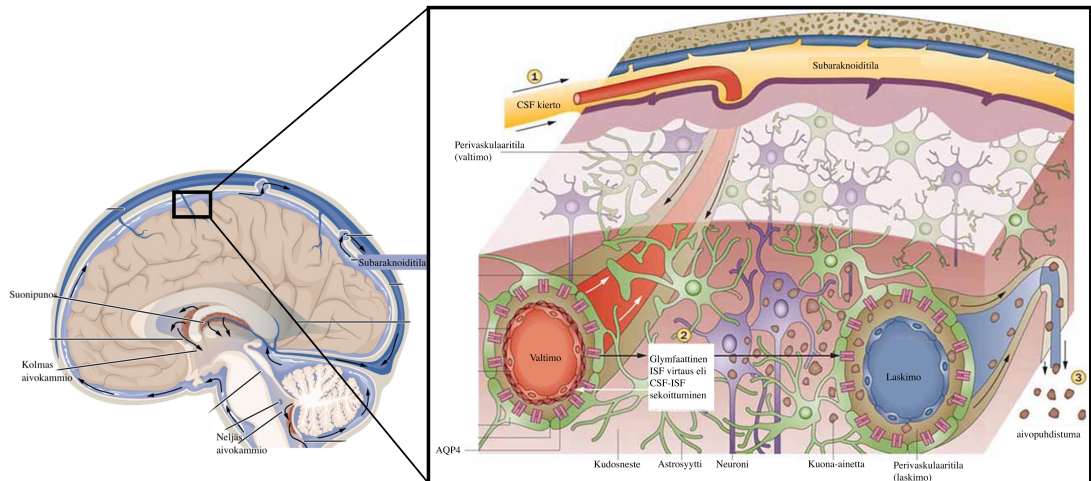 Subaraknoiditila
Suonipunos
Kolmas
aivokammio
Neljäs
aivokammio
1
Subaraknoiditila
CSF kierto
Perivaskulaaritila
(valtimo)
2
Valtimo
Glymfaattinen
ISF virtaus eli
CSF-ISF
sekoittuminen
Laskimo
3
aivopuhdistuma
AQP4
Kudosneste
Astrosyytti
Neuroni
Kuona-ainetta
Perivaskulaaritila
(laskimo)